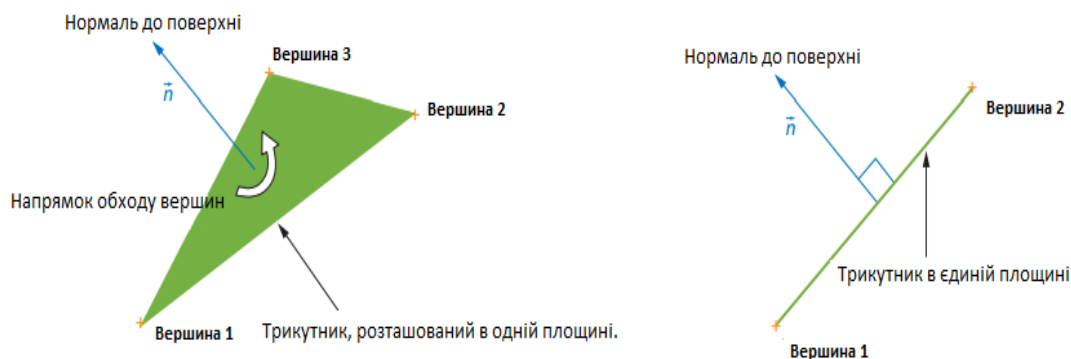 Нормаль до поверхні
Вершина 3
n
Вершина 2
Напрямок обходу вершин
Вершина 1
Трикутник, розташований в одній площині.
Нормаль до поверхні
Вершина 2
n
Трикутник в єдиній площині
Вершина 1